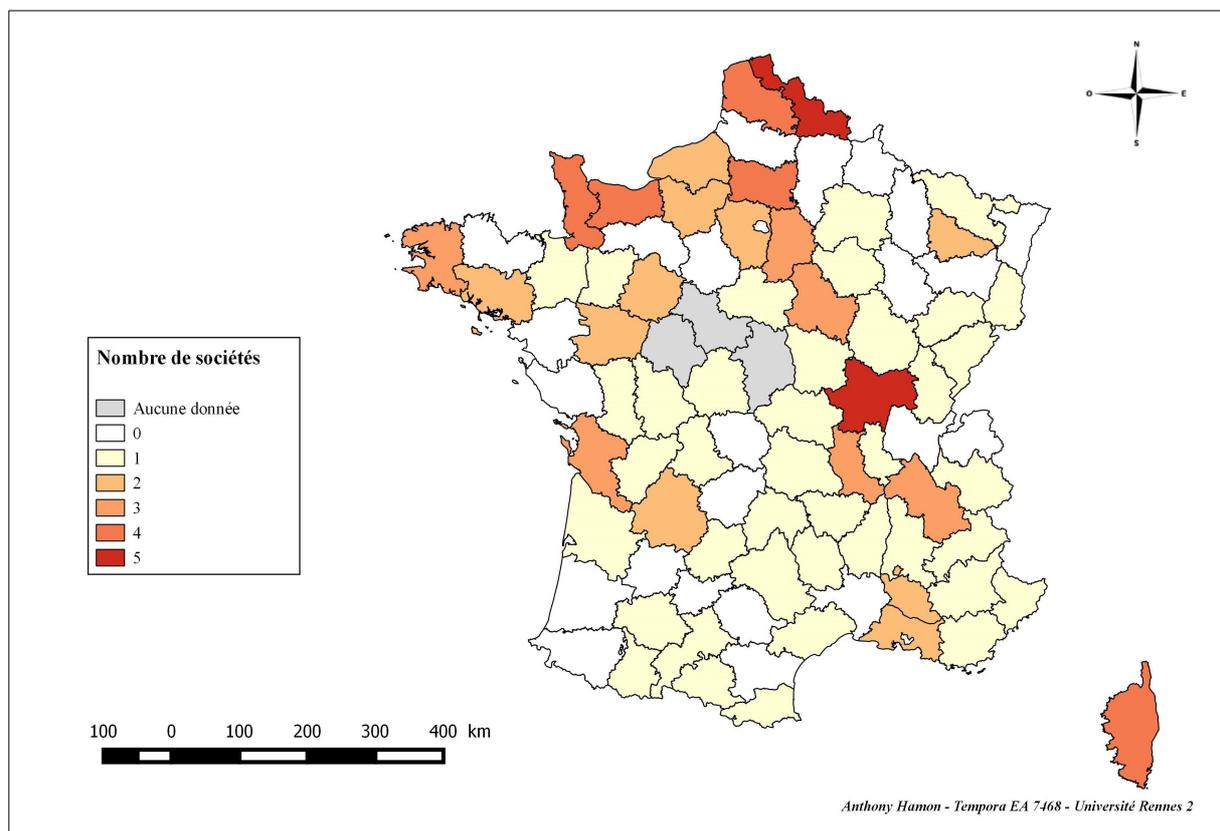 N
O E
S
Nombre de sociétés
Aucune donnée
0
1
2
3
4
5
100 0 100 200 300 400 km
Anthony Hamon - Tempora EA 7468 - Université Rennes 2